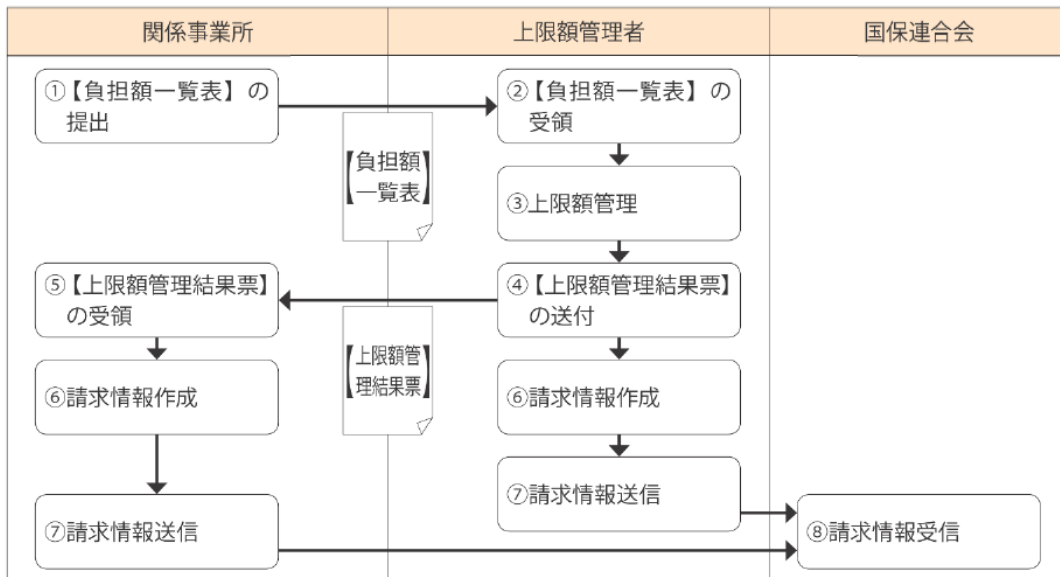 関係事業所
上限額管理者
国保連合会
①【負担額一覧表】の
提出
②【負担額一覧表】の
受領
【負担額
一覧表】
③上限額管理
⑤【上限額管理結果票】
の受領
④【上限額管理結果票】
の送付
【上限額管
理結果票】
⑥請求情報作成
⑥請求情報作成
⑦請求情報送信
⑦請求情報送信
⑧請求情報受信